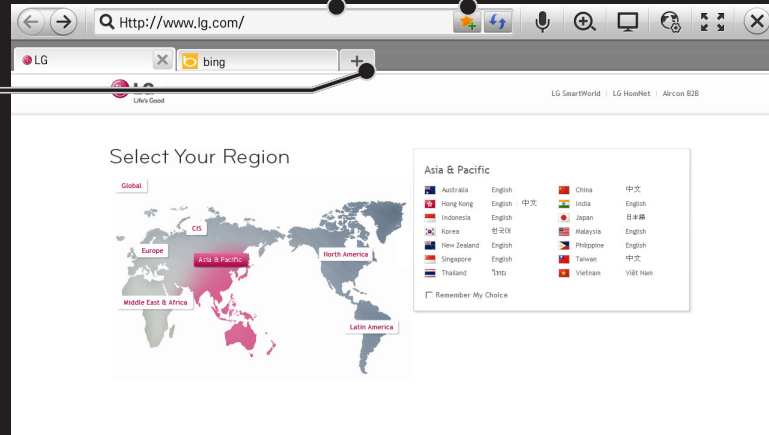 Http://www.lg.com/
LG
bing
LG
Life's Good
LG SmartWorld | LG HomNet | Aircon B2B
Select Your Region
Global
CIS
Europe
Asia & Pacific
North America
Middle East & Africa
Latin America
Asia & Pacific
Australia English China 中文
Hong Kong English | 中文 India English
Indonesia English Japan 日本語
Korea 한국어 Malaysia English
New Zealand English Philippine English
Singapore English Taiwan 中文
Thailand ไทย Vietnam Việt Nam
Remember My Choice